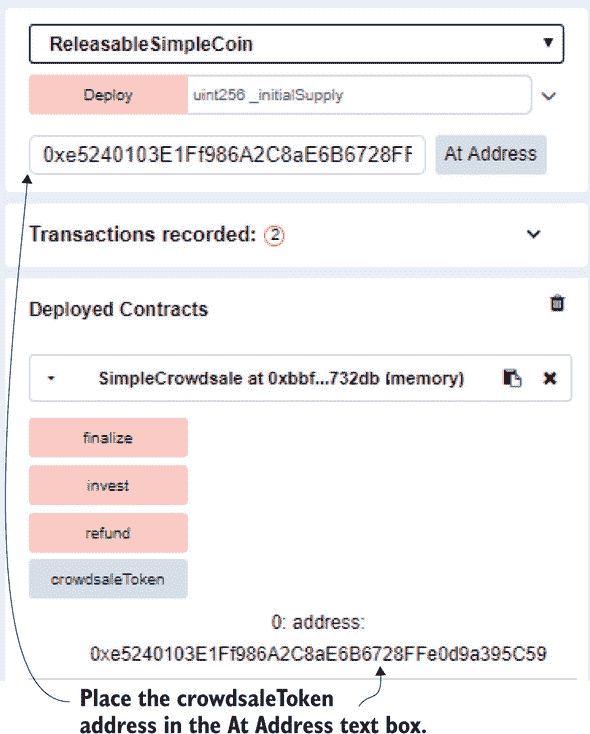 ReleasableSimpleCoin
Deploy uint256 _initialSupply
0xe5240103E1Ff986A2C8aE6B6728FF At Address
Transactions recorded: 2
Deployed Contracts
SimpleCrowdsale at 0xbbf...732db (memory)
finalize
invest
refund
crowdsaleToken
0: address:
0xe5240103E1Ff986A2C8aE6B6728FFe0d9a395C59
Place the crowdsaleToken
address in the At Address text box.